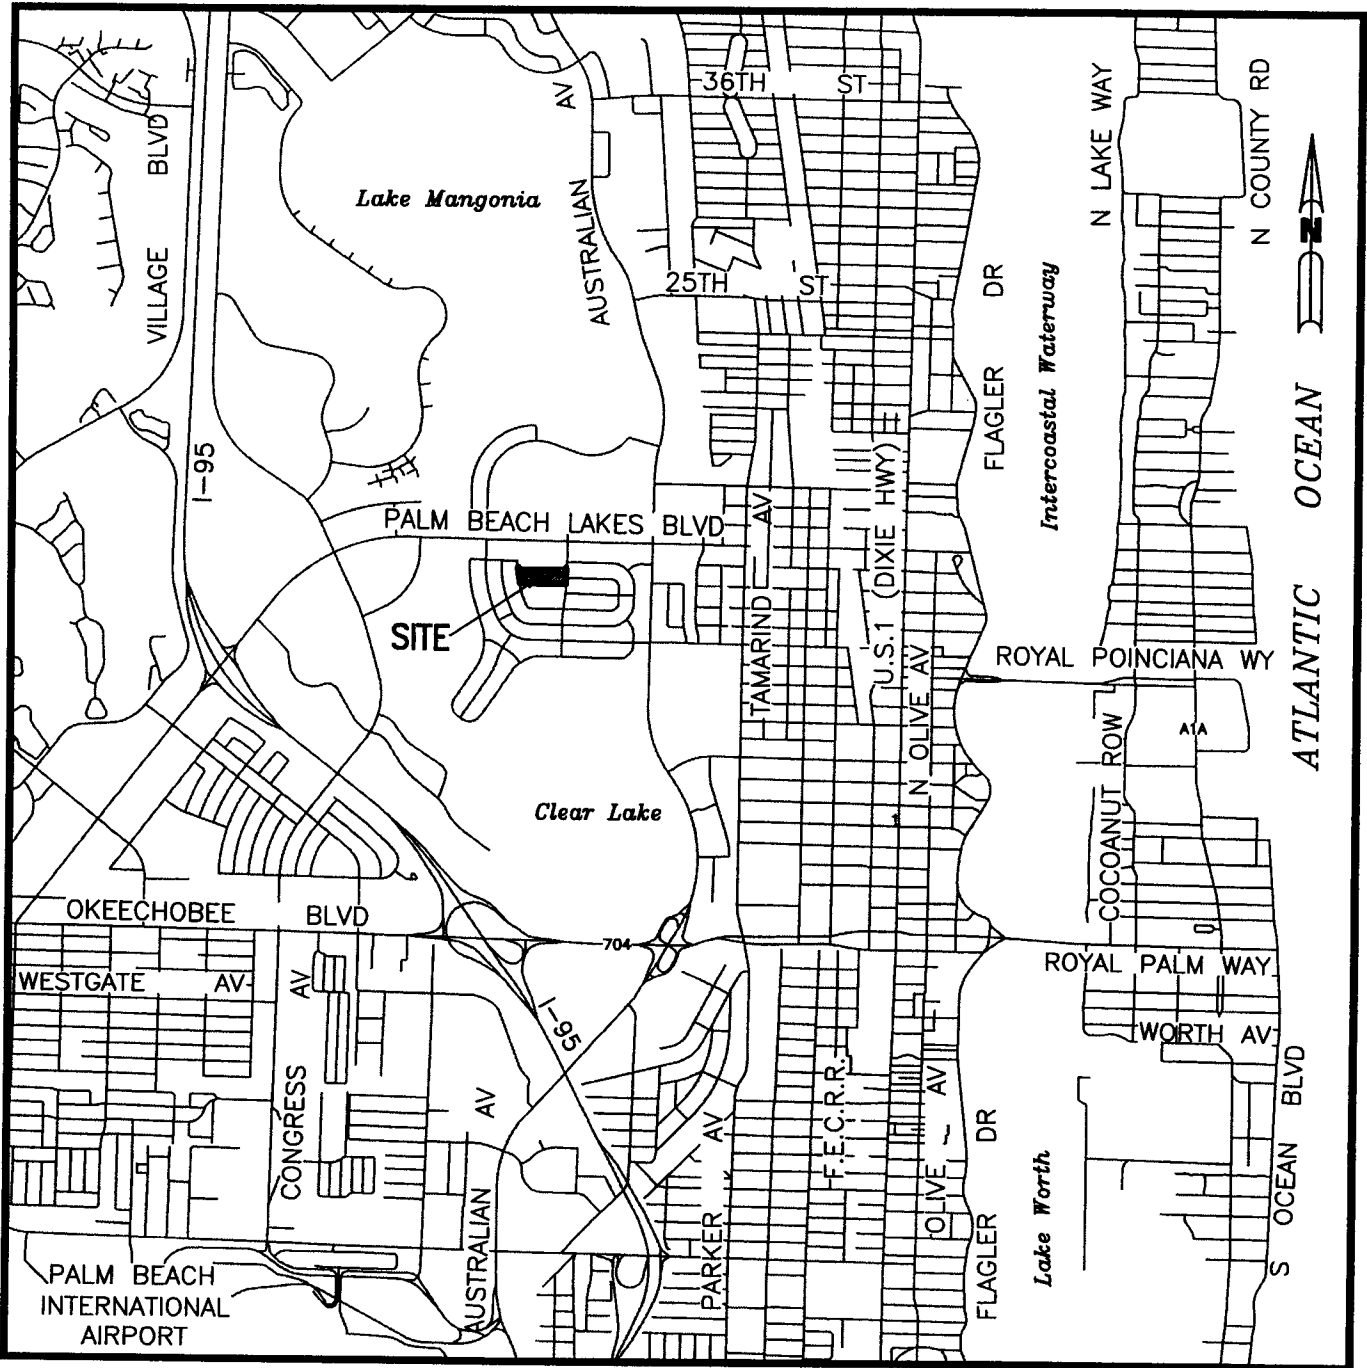 36TH ST
AUSTRALIAN AV
VILLAGE BLVD
N LAKE WAY
N COUNTY RD
N
Lake Mangonia
25TH ST
FLAGLER DR
Intercoastal Waterway
ATLANTIC OCEAN
I-95
PALM BEACH LAKES BLVD
TAMARIND AV
U.S.1 (DIXIE HWY)
SITE
N OLIVE AV
ROYAL POINCIANA WY
A1A
COCOANUT ROW
Clear Lake
OKEECHOBEE BLVD
704
ROYAL PALM WAY
WESTGATE AV
WORTH AV
CONGRESS AV
I-95
AUSTRALIAN AV
PARKER AV
F.E.C.R.R.
OLIVE AV
FLAGLER DR
Lake Worth
S OCEAN BLVD
PALM BEACH
INTERNATIONAL
AIRPORT